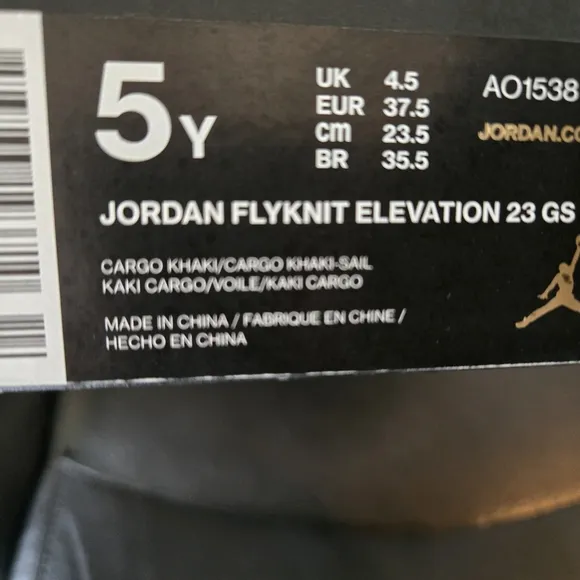 5Y
UK 4.5
EUR 37.5
cm 23.5
BR 35.5
AO1538
JORDAN.CO
JORDAN FLYKNIT ELEVATION 23 GS
CARGO KHAKI/CARGO KHAKI-SAIL
KAKI CARGO/VOILE/KAKI CARGO
MADE IN CHINA / FABRIQUE EN CHINE /
HECHO EN CHINA